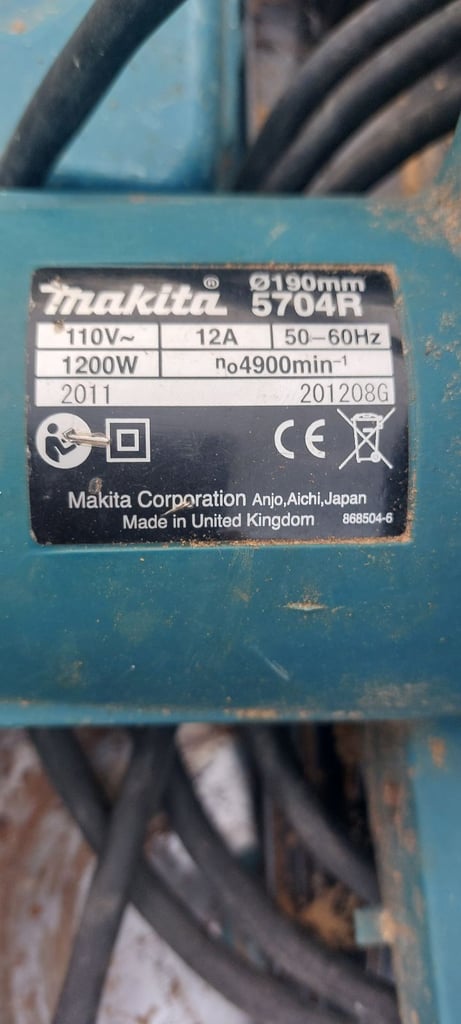 makita® Ø190mm
5704R
110V~ 12A 50-60Hz
1200W no4900min-1
2011 201208G
CE
Makita Corporation Anjo,Aichi,Japan
Made in United Kingdom 868504-6